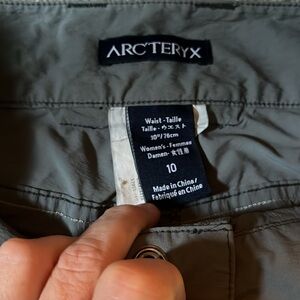 ARC'TERYX
Waist - Taille
Taille - ウエスト
30"/76cm
Women's - Femmes
Damen - 女性用
10
Made in China/
Fabriqué en Chine